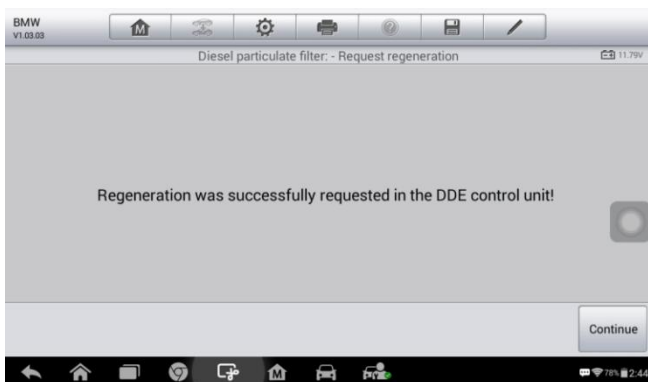 BMW
V1.03.03
Diesel particulate filter: - Request regeneration
11.79V
Regeneration was successfully requested in the DDE control unit!
Continue
78%
2:44